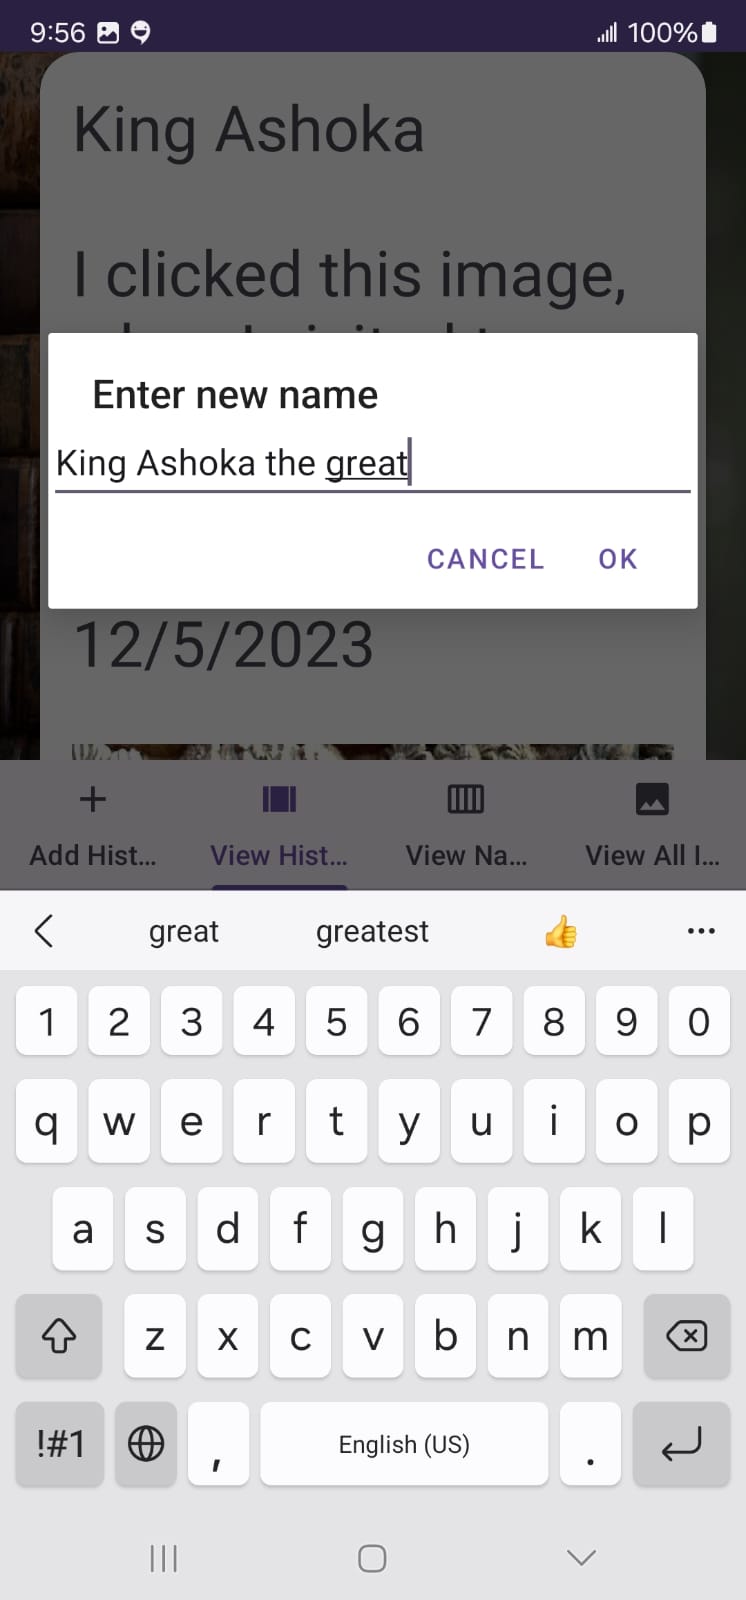 9:56 100%
King Ashoka
I clicked this image,
Enter new name
King Ashoka the great
CANCEL OK
12/5/2023
Add Hist... View Hist... View Na... View All I...
great greatest ...
1 2 3 4 5 6 7 8 9 0
q w e r t y u i o p
a s d f g h j k l
z x c v b n m
!#1 , English (US) .